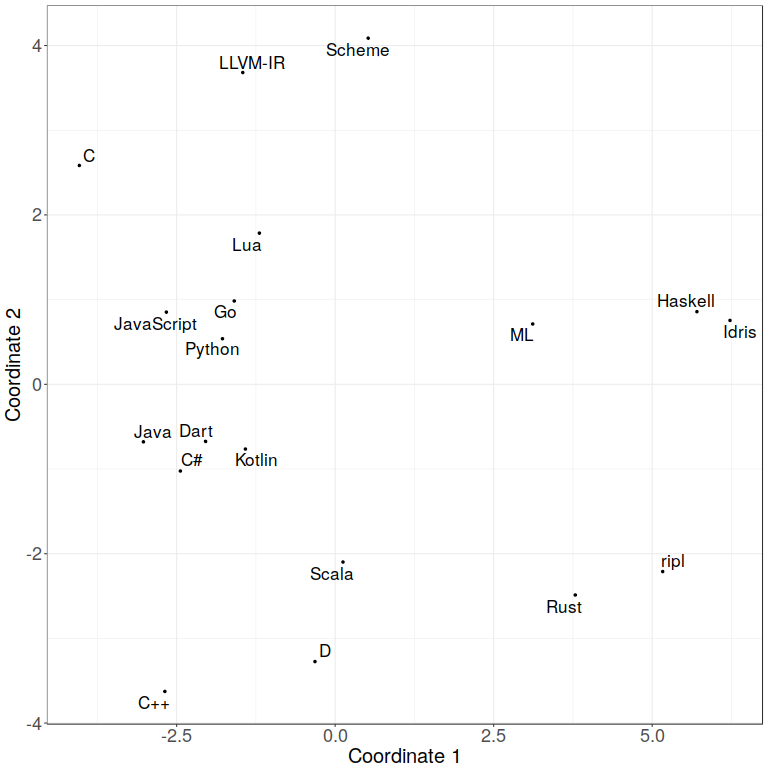 4
Scheme
LLVM-IR
C
2
Lua
Go
JavaScript
Python
Haskell
ML
Idris
Coordinate 2
0
Java
Dart
C#
Kotlin
-2
Scala
ripl
Rust
D
C++
-4
-2.5
0.0
2.5
5.0
Coordinate 1